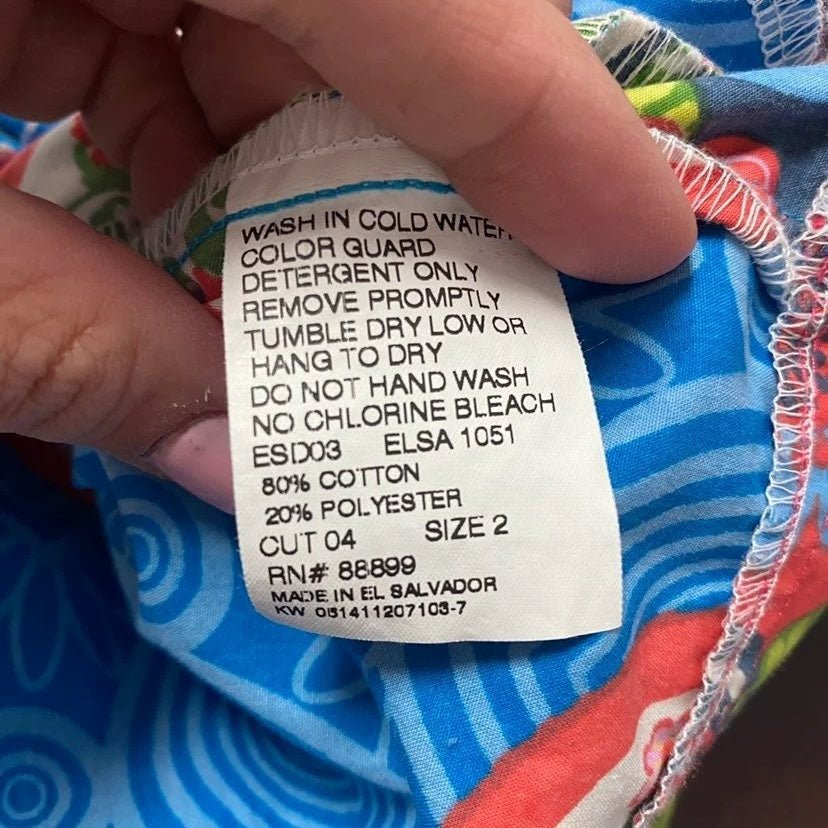 WASH IN COLD WATER
COLOR GUARD
DETERGENT ONLY
REMOVE PROMPTLY
TUMBLE DRY LOW OR
HANG TO DRY
DO NOT HAND WASH
NO CHLORINE BLEACH
ESD03 ELSA 1051
80% COTTON
20% POLYESTER
CUT 04 SIZE 2
RN# 88899
MADE IN EL SALVADOR
KW 051411207103-7